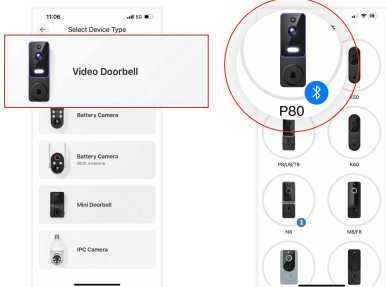 11:06
5G
Select Device Type
Video Doorbell
Battery Camera
Battery Camera
With Antenna
Mini Doorbell
IPC Camera
P80
K50
P8/U8/T8
K60
N8
M8/F8